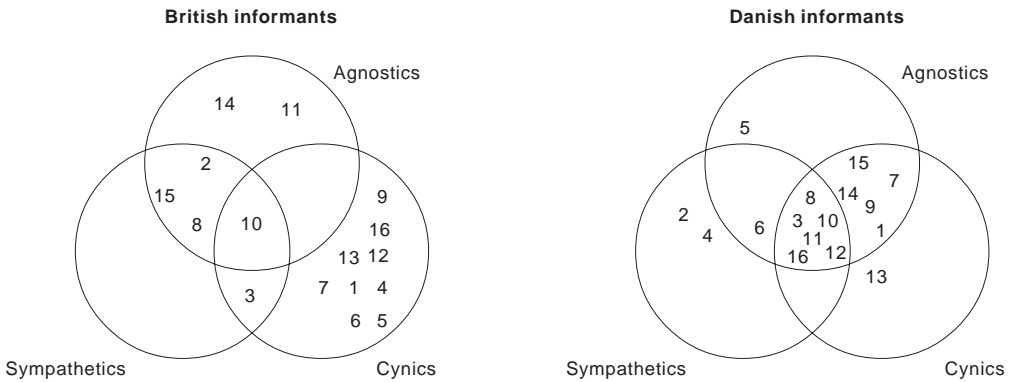 British informants
Agnostics
14 11
2
15
8
10
9
16
13 12
3
7 1 4
6 5
Sympathetics
Cynics
Danish informants
Agnostics
5
15
7
8
14
9
2
3 10
4
6
11
1
16
12
13
Sympathetics
Cynics